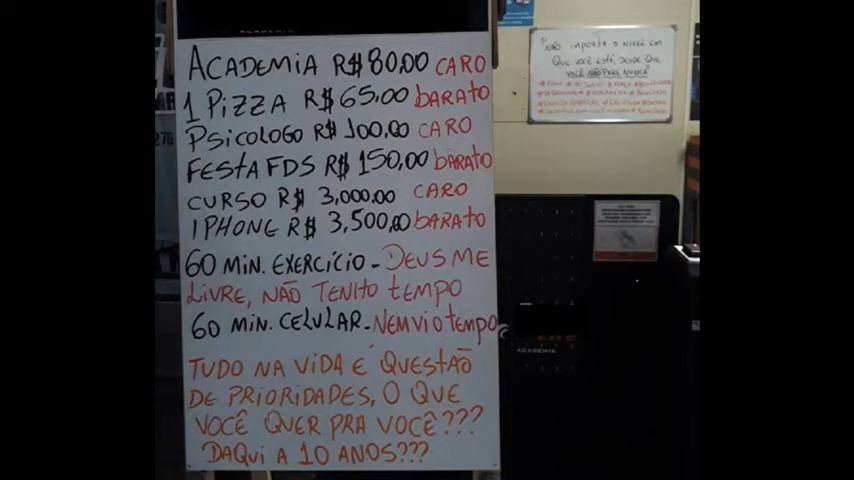 ACADEMIA R$80,00 CARO
1 PIZZA R$65,00 BARATO
PSICOLOGO R$ 100,00 CARO
FESTA FDS R$ 150,00 BARATO
CURSO R$ 3,000,00 CARO
IPHONE R$ 3,500,00 BARATO
60 MIN. EXERCÍCIO - DEUS ME
LIVRE, NÃO TENHO TEMPO
60 MIN. CELULAR - NEM VI O TEMPO
TUDO NA VIDA É QUESTÃO
DE PRIORIDADES, O QUE
VOCÊ QUER PRA VOCÊ???
DAQUI A 10 ANOS???
"NÃO IMPORTA O NÍVEL EM
QUE VOCÊ ESTÁ, DESDE QUE
VOCÊ NÃO PARE NUNCA"
ACADEMIA